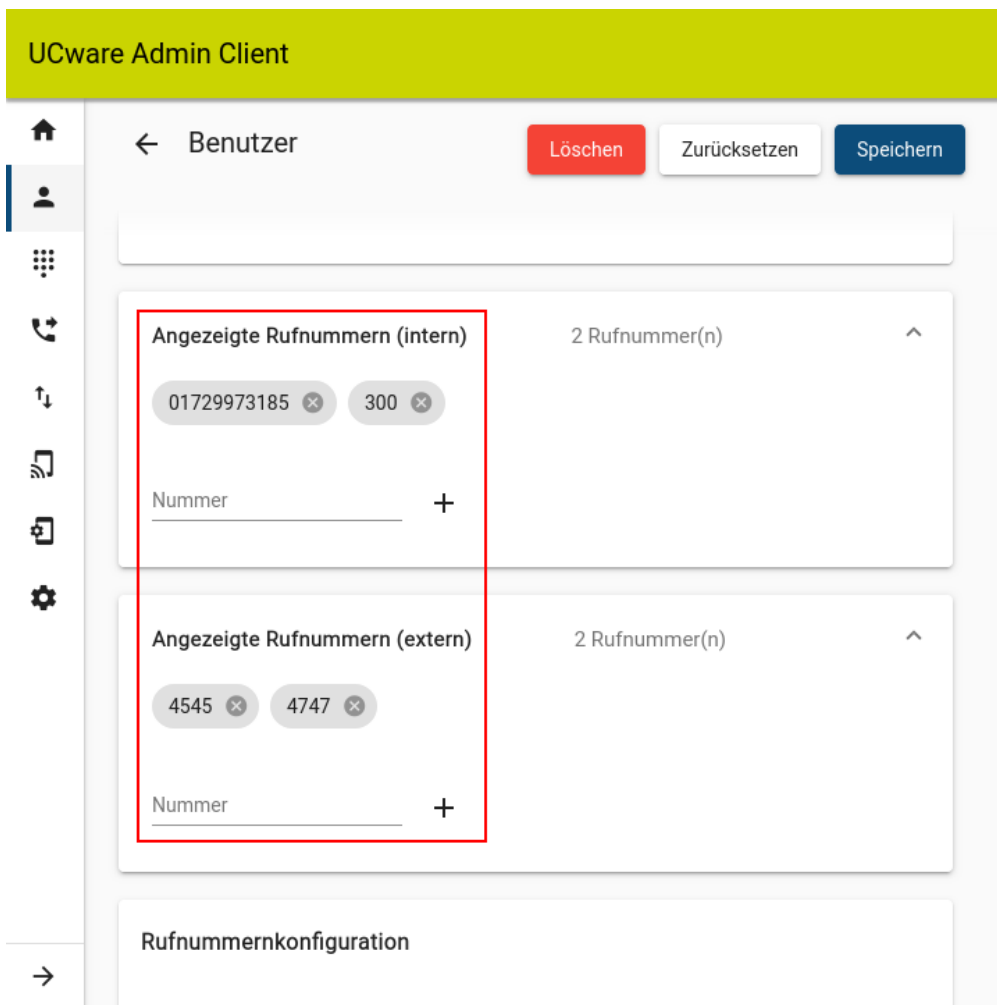 UCware Admin Client
Benutzer
Löschen
Zurücksetzen
Speichern
Angezeigte Rufnummern (intern)
2 Rufnummer(n)
01729973185
300
Nummer
Angezeigte Rufnummern (extern)
2 Rufnummer(n)
4545
4747
Nummer
Rufnummernkonfiguration